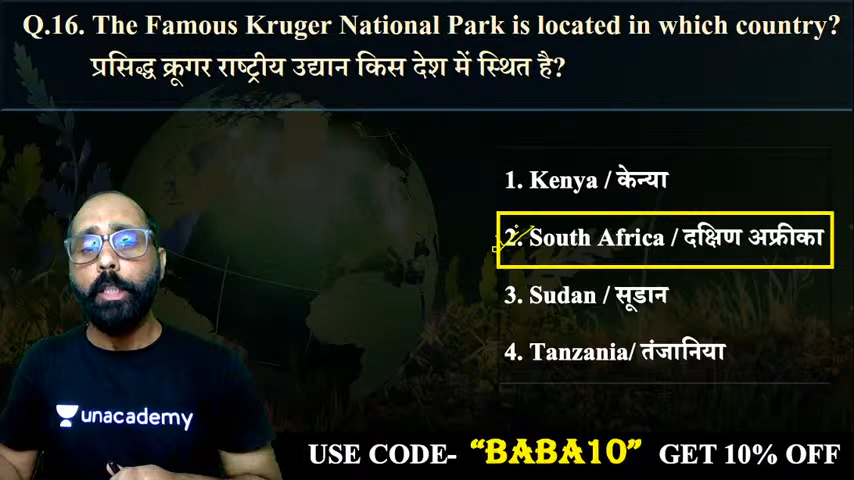 Q.16. The Famous Kruger National Park is located in which country?
प्रसिद्ध क्रूगर राष्ट्रीय उद्यान किस देश में स्थित है?
1. Kenya / केन्या
2. South Africa / दक्षिण अफ्रीका
3. Sudan / सूडान
4. Tanzania/ तंजानिया
unacademy
USE CODE- “BABA10” GET 10% OFF